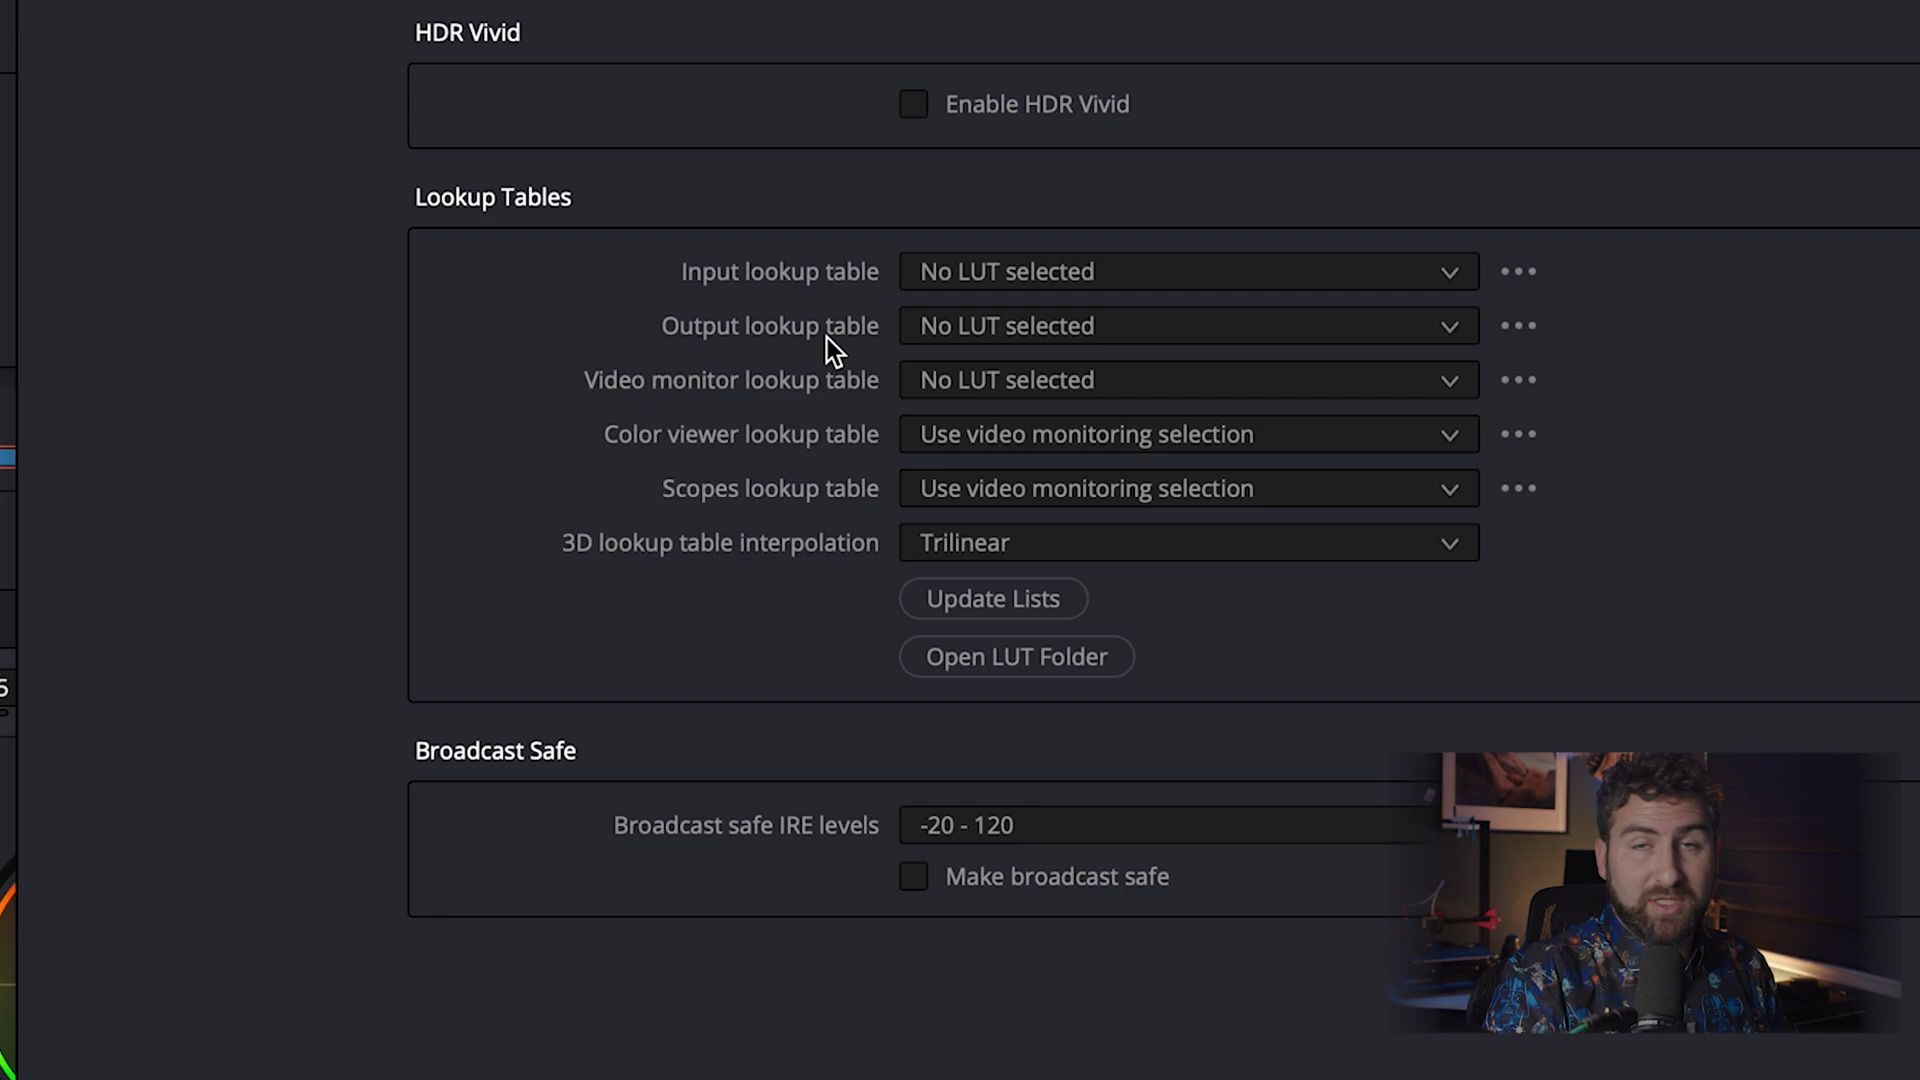 HDR Vivid
Enable HDR Vivid
Lookup Tables
Input lookup table No LUT selected
Output lookup table No LUT selected
Video monitor lookup table No LUT selected
Color viewer lookup table Use video monitoring selection
Scopes lookup table Use video monitoring selection
3D lookup table interpolation Trilinear
Update Lists
Open LUT Folder
5
Broadcast Safe
Broadcast safe IRE levels -20 - 120
Make broadcast safe